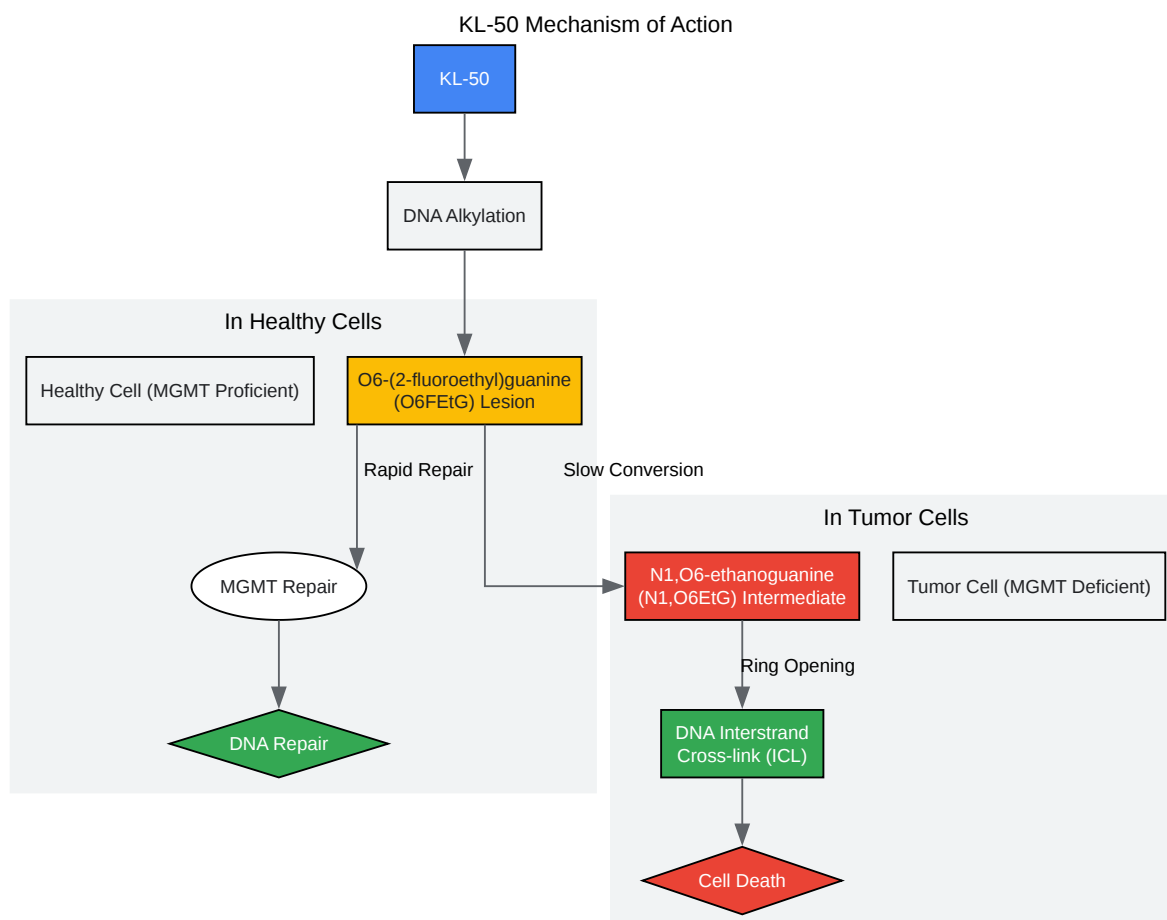 KL-50 Mechanism of Action
KL-50
DNA Alkylation
In Healthy Cells
Healthy Cell (MGMT Proficient)
O6-(2-fluoroethyl)guanine
(O6FEtG) Lesion
Rapid Repair
Slow Conversion
In Tumor Cells
MGMT Repair
N1,O6-ethanoguanine
(N1,O6EtG) Intermediate
Tumor Cell (MGMT Deficient)
Ring Opening
DNA Repair
DNA Interstrand
Cross-link (ICL)
Cell Death